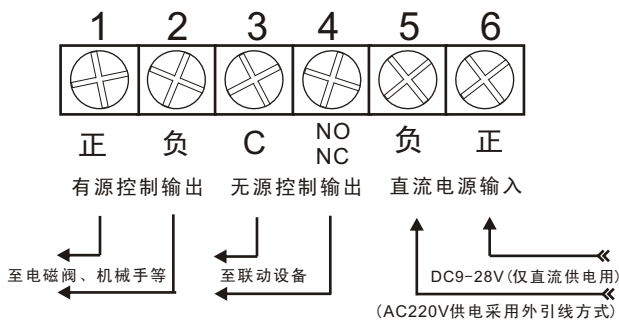 1 2 3 4 5 6
正 负 C NO 负 正
NC
有源控制输出 无源控制输出 直流电源输入
至电磁阀、机械手等 至联动设备 DC9-28V(仅直流供电用)
(AC220V供电采用外引线方式)